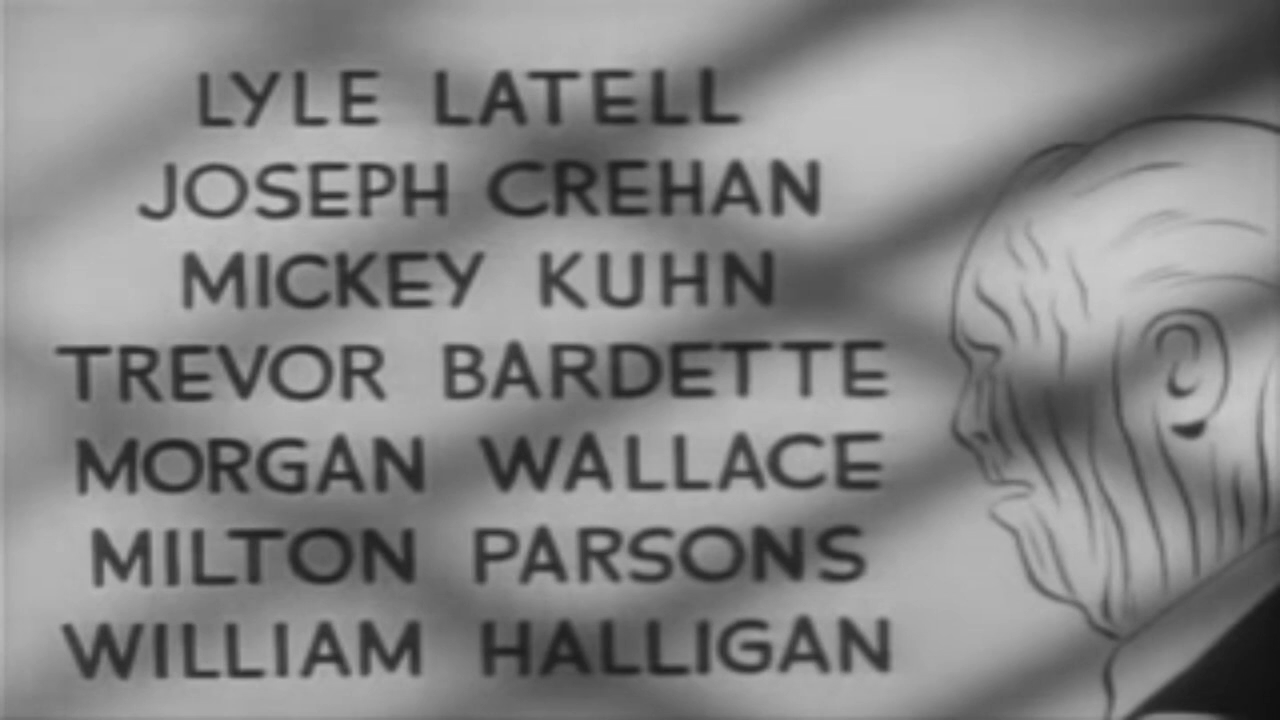 LYLE LATELL
JOSEPH CREHAN
MICKEY KUHN
TREVOR BARDETTE
MORGAN WALLACE
MILTON PARSONS
WILLIAM HALLIGAN